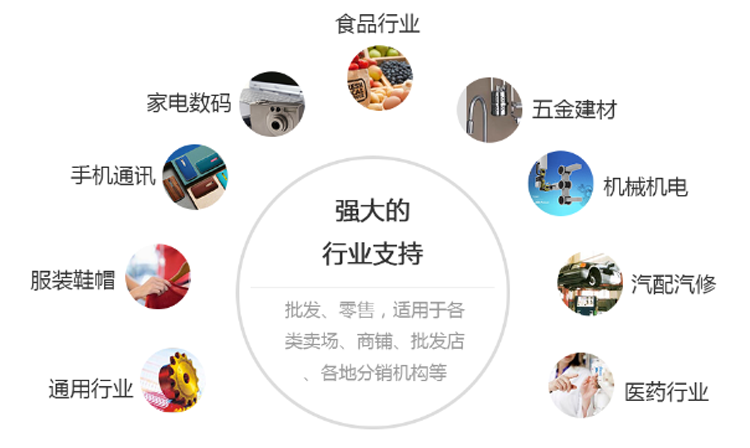 食品行业
家电数码
五金建材
手机通讯
机械机电
强大的
行业支持
服装鞋帽
汽配汽修
批发、零售，适用于各
类卖场、商铺、批发店
、各地分销机构等
通用行业
医药行业